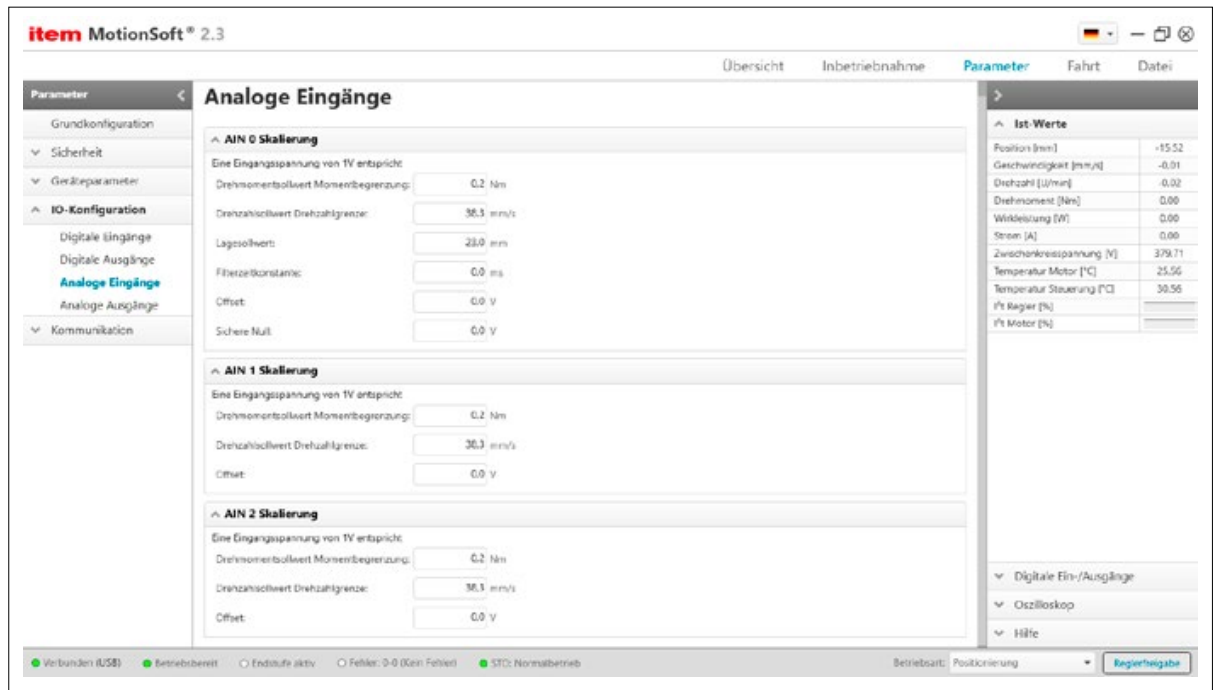 item MotionSoft® 2.3
Übersicht Inbetriebnahme Parameter Fahrt Datei
Parameter
Grundkonfiguration
Sicherheit
Geräteparameter
IO-Konfiguration
Digitale Eingänge
Digitale Ausgänge
Analoge Eingänge
Analoge Ausgänge
Kommunikation
Analoge Eingänge
AIN 0 Skalierung
Eine Eingangsspannung von 1V entspricht
Drehmomentsollwert Momentbegrenzung: 0.2 Nm
Drehzahlsollwert Drehzahlgrenze: 38.3 mm/s
Lagesollwert: 23.0 mm
Filterzeitkonstante: 0.0 ms
Offset: 0.0 V
Sichere Null: 0.0 V
AIN 1 Skalierung
Eine Eingangsspannung von 1V entspricht
Drehmomentsollwert Momentbegrenzung: 0.2 Nm
Drehzahlsollwert Drehzahlgrenze: 38.3 mm/s
Offset: 0.0 V
AIN 2 Skalierung
Eine Eingangsspannung von 1V entspricht
Drehmomentsollwert Momentbegrenzung: 0.2 Nm
Drehzahlsollwert Drehzahlgrenze: 38.3 mm/s
Offset: 0.0 V
Ist-Werte
Position [mm] -15.52
Geschwindigkeit [mm/s] -0.01
Drehzahl [U/min] -0.02
Drehmoment [Nm] 0.00
Wirkleistung [W] 0.00
Strom [A] 0.00
Zwischenkreisspannung [V] 379.71
Temperatur Motor [°C] 25.56
Temperatur Steuerung [°C] 30.56
I²t Regler [%]
I²t Motor [%]
Digitale Ein-/Ausgänge
Oszilloskop
Hilfe
Verbunden (USB) Betriebsbereit Endstufe aktiv Fehler: 0-0 (Kein Fehler) STO: Normalbetrieb Betriebsart: Positionierung Reglerfreigabe